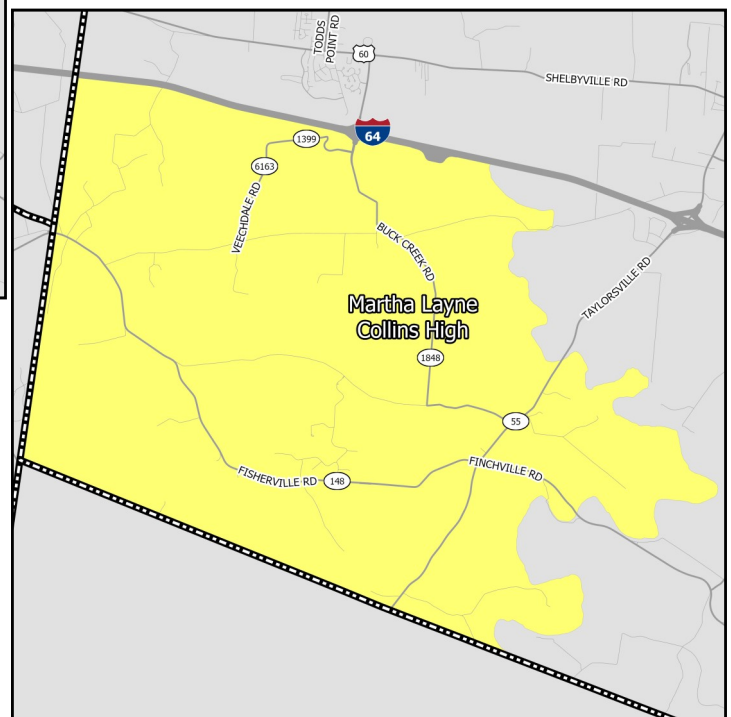 TODDS
POINT RD
60
SHELBYVILLE RD
64
1399
6163
VEECHDALE RD
BUCK CREEK RD
TAYLORSVILLE RD
Martha Layne
Collins High
1848
55
FINCHVILLE RD
FISHERVILLE RD
148